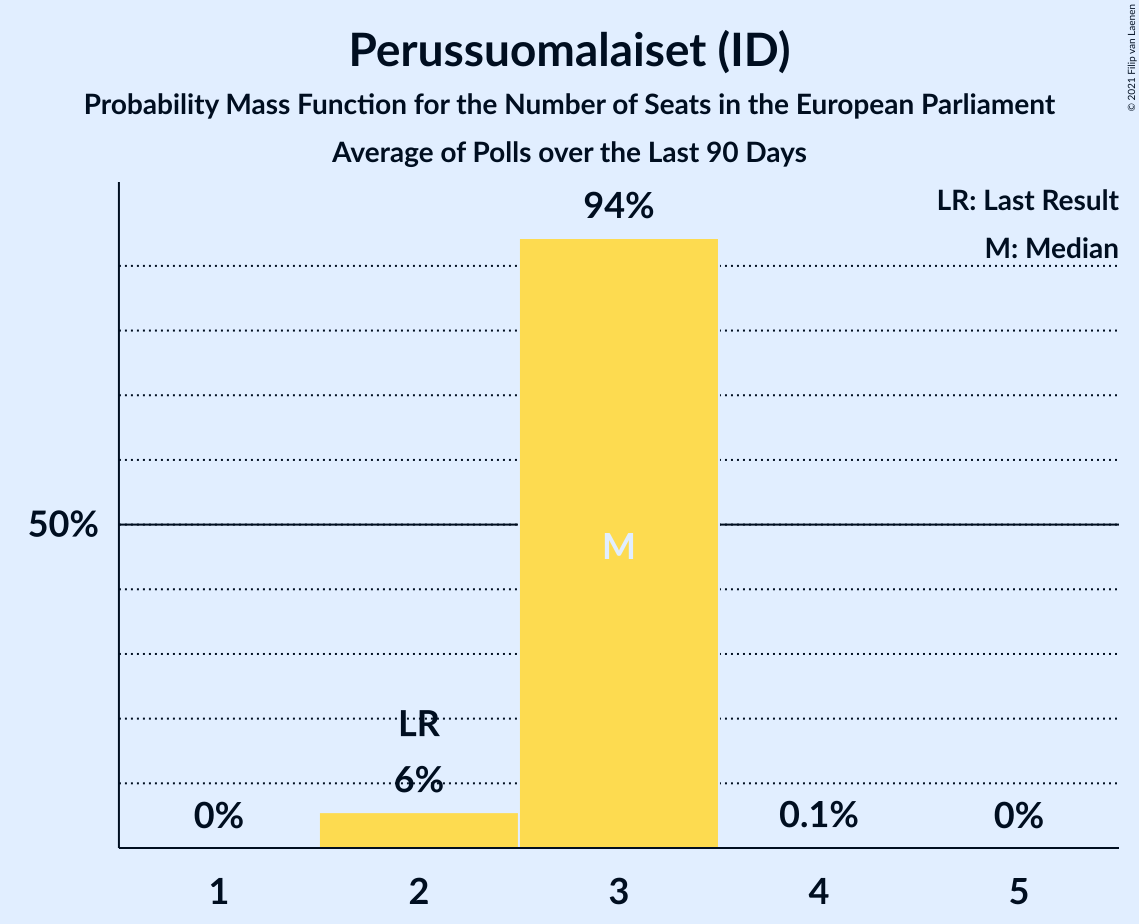 Perussuomalaiset (ID)
Probability Mass Function for the Number of Seats in the European Parliament
Average of Polls over the Last 90 Days
© 2021 Filip van Laenen
LR: Last Result
M: Median
94%
50%
M
LR
6%
0%
0.1%
0%
1 2 3 4 5